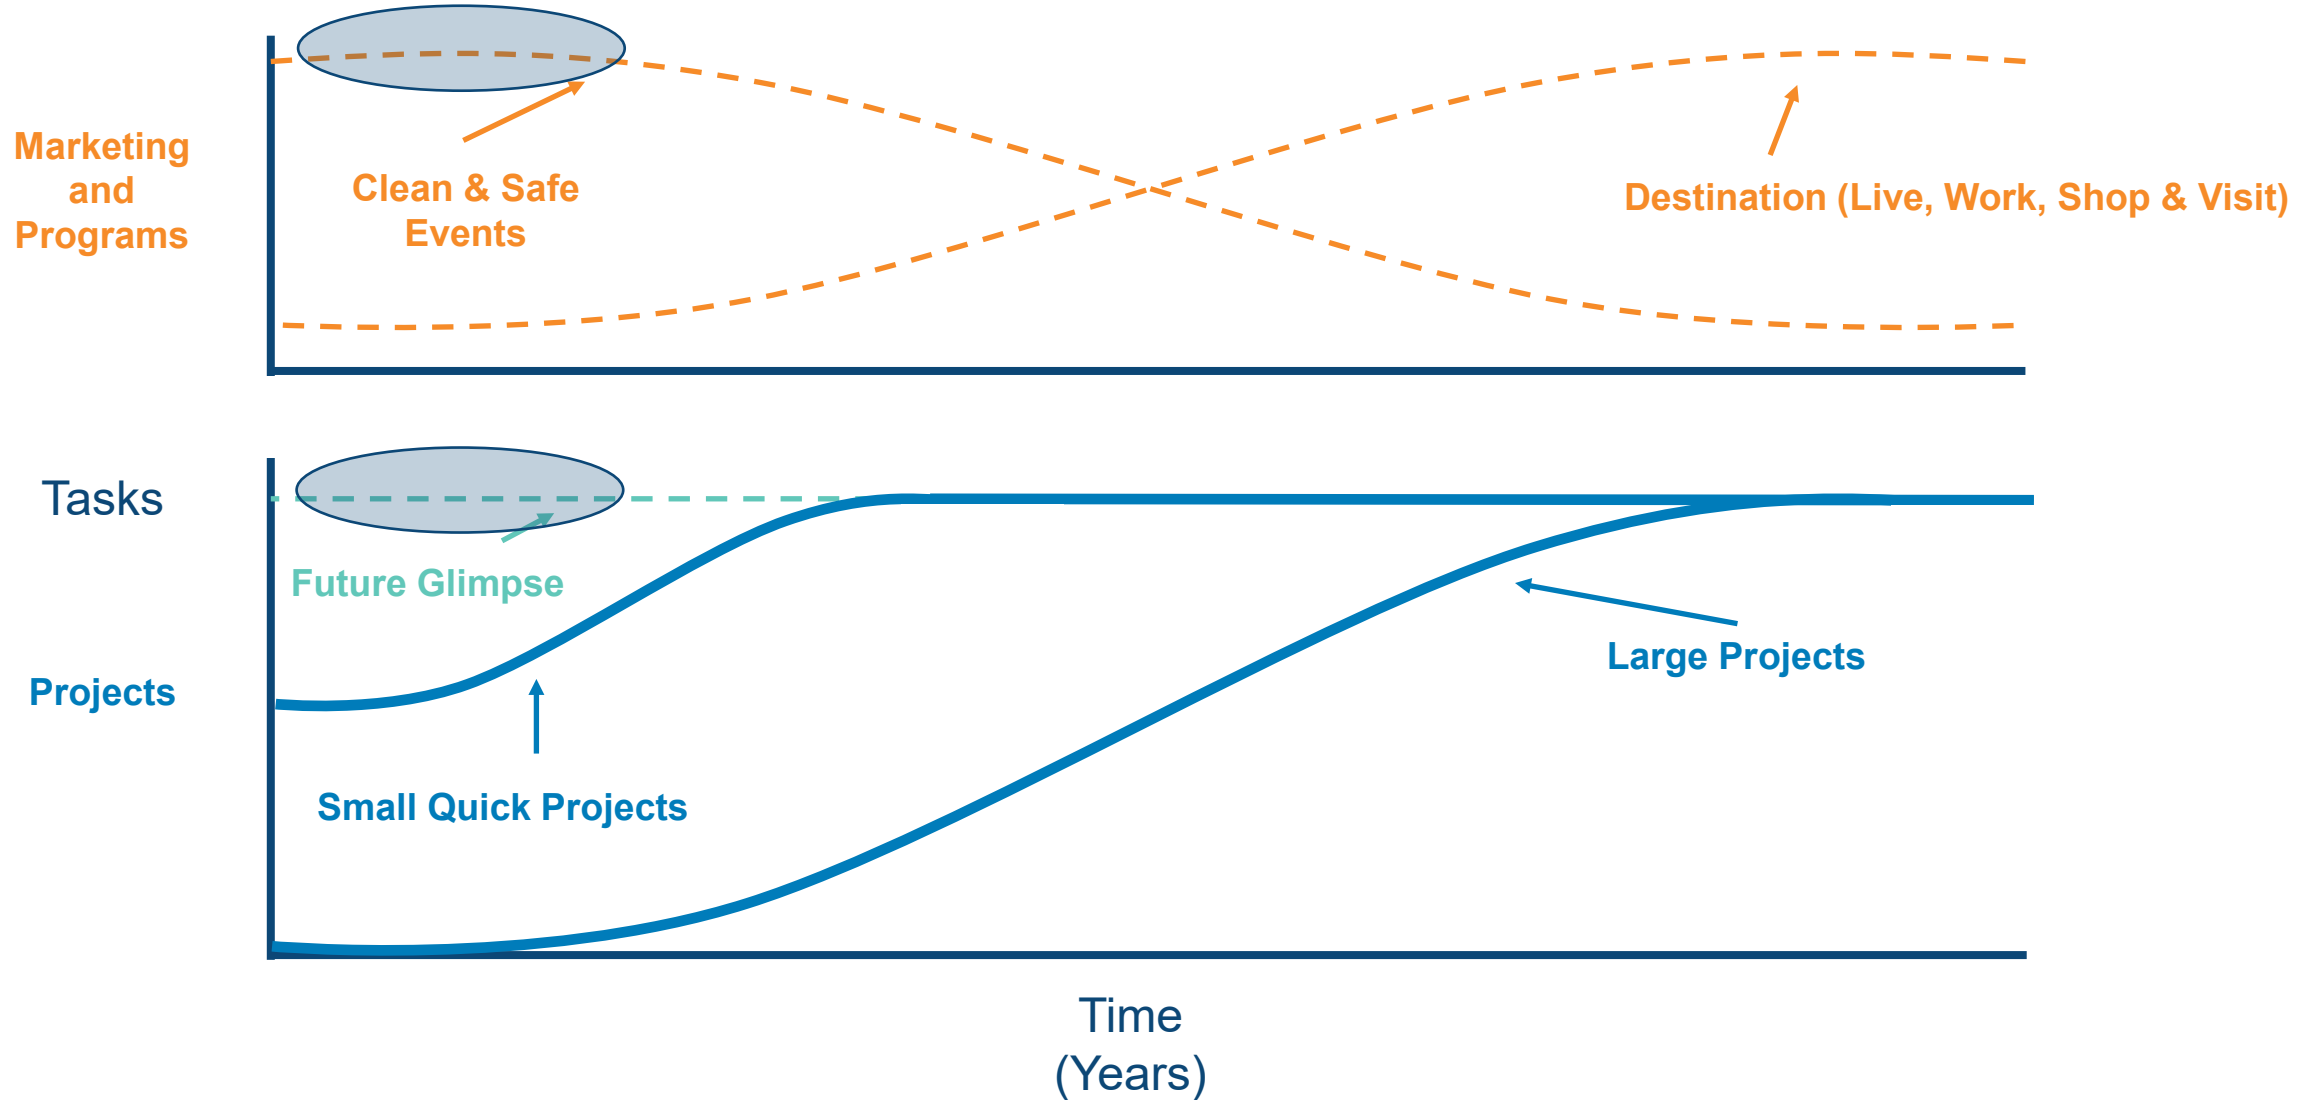 Marketing
and
Programs
Clean & Safe
Events
Destination (Live, Work, Shop & Visit)
Tasks
Future Glimpse
Projects
Large Projects
Small Quick Projects
Time
(Years)